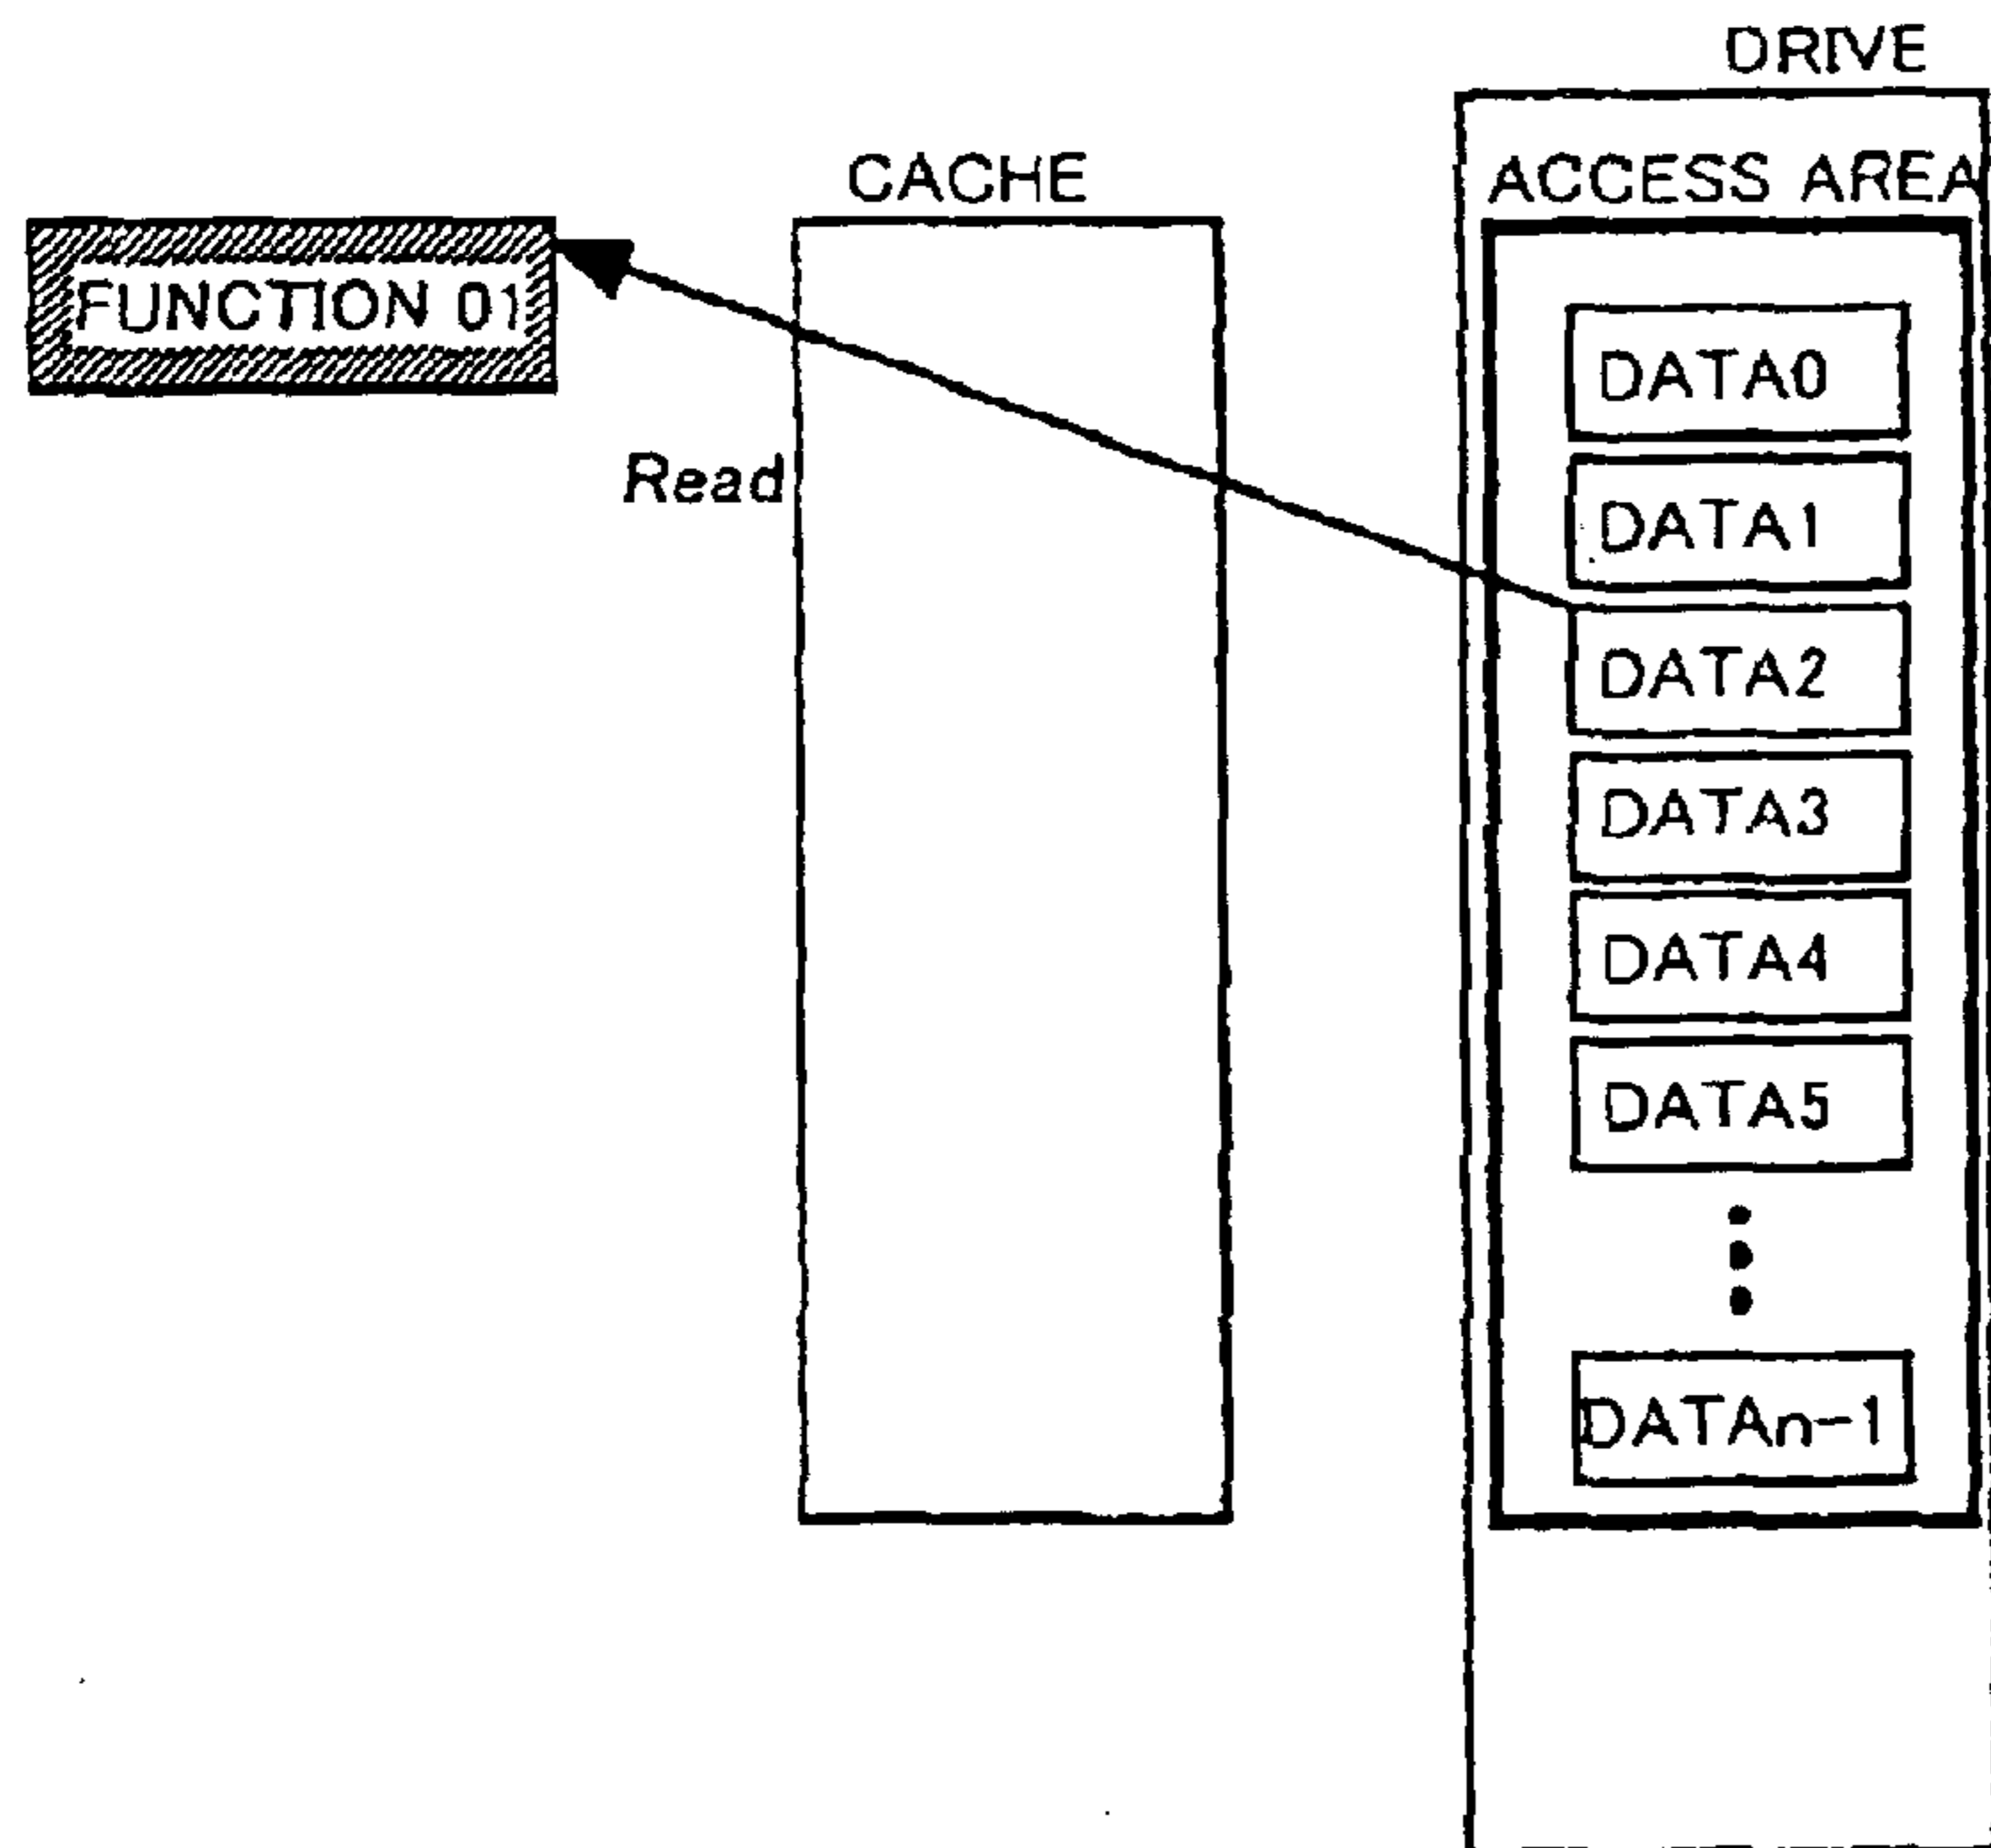 DRIVE
CACHE
ACCESS AREA
FUNCTION 01
Read
DATA0
DATA1
DATA2
DATA3
DATA4
DATA5
DATAn-1